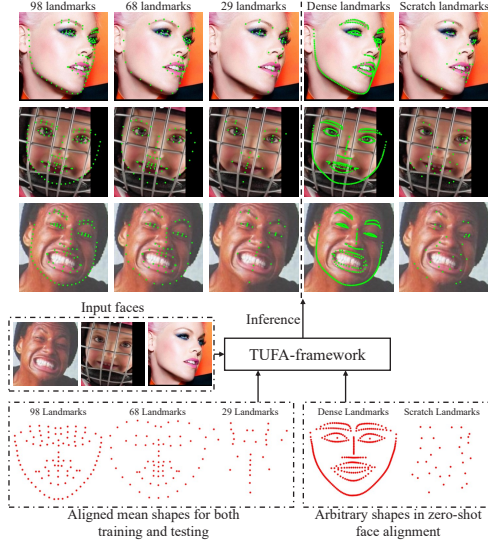 98 landmarks 68 landmarks 29 landmarks Dense landmarks Scratch landmarks
Input faces
Inference
TUFA-framework
98 Landmarks 68 Landmarks 29 Landmarks Dense Landmarks Scratch Landmarks
Aligned mean shapes for both
training and testing
Arbitrary shapes in zero-shot
face alignment